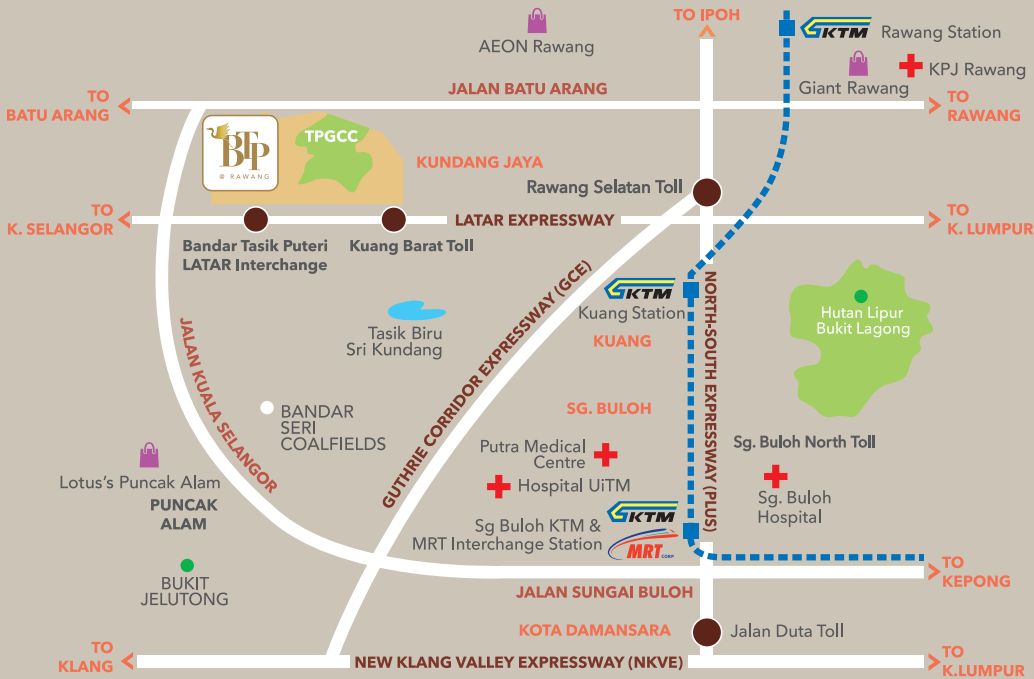 TO IPOH
KTM
Rawang Station
AEON Rawang
KPJ Rawang
Giant Rawang
JALAN BATU ARANG
TO
BATU ARANG
TO
RAWANG
BTP
@ RAWANG
TPGCC
KUNDANG JAYA
Rawang Selatan Toll
TO
K. SELANGOR
LATAR EXPRESSWAY
TO
K. LUMPUR
Bandar Tasik Puteri
LATAR Interchange
Kuang Barat Toll
GUTHRIE CORRIDOR EXPRESSWAY (GCE)
NORTH-SOUTH EXPRESSWAY (PLUS)
KTM
Kuang Station
Hutan Lipur
Bukit Lagong
Tasik Biru
Sri Kundang
KUANG
JALAN KUALA SELANGOR
BANDAR
SERI
COALFIELDS
SG. BULOH
Sg. Buloh North Toll
Putra Medical
Centre
Lotus's Puncak Alam
Hospital UiTM
PUNCAK
ALAM
Sg. Buloh
Hospital
KTM
Sg Buloh KTM &
MRT Interchange Station
MRT CORP
BUKIT
JELUTONG
TO
KEPONG
JALAN SUNGAI BULOH
KOTA DAMANSARA
Jalan Duta Toll
TO
KLANG
NEW KLANG VALLEY EXPRESSWAY (NKVE)
TO
K.LUMPUR